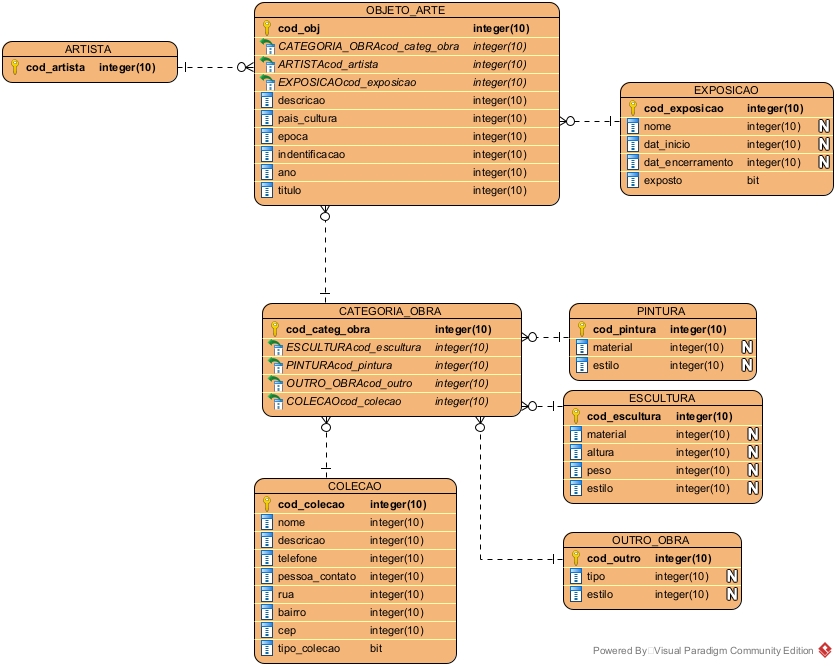 OBJETO_ARTE
cod_obj integer(10)
CATEGORIA_OBRAcod_categ_obra integer(10)
ARTISTAcod_artista integer(10)
EXPOSICAOcod_exposicao integer(10)
descricao integer(10)
pais_cultura integer(10)
epoca integer(10)
indentificacao integer(10)
ano integer(10)
titulo integer(10)
ARTISTA
cod_artista integer(10)
EXPOSICAO
cod_exposicao integer(10)
nome integer(10) N
dat_inicio integer(10) N
dat_encerramento integer(10) N
exposto bit
CATEGORIA_OBRA
cod_categ_obra integer(10)
ESCULTURAcod_escultura integer(10)
PINTURAcod_pintura integer(10)
OUTRO_OBRAcod_outro integer(10)
COLECAOcod_colecao integer(10)
PINTURA
cod_pintura integer(10)
material integer(10) N
estilo integer(10) N
ESCULTURA
cod_escultura integer(10)
material integer(10) N
altura integer(10) N
peso integer(10) N
estilo integer(10) N
COLECAO
cod_colecao integer(10)
nome integer(10)
descricao integer(10)
telefone integer(10)
pessoa_contato integer(10)
rua integer(10)
bairro integer(10)
cep integer(10)
tipo_colecao bit
OUTRO_OBRA
cod_outro integer(10)
tipo integer(10) N
estilo integer(10) N
Powered By Visual Paradigm Community Edition